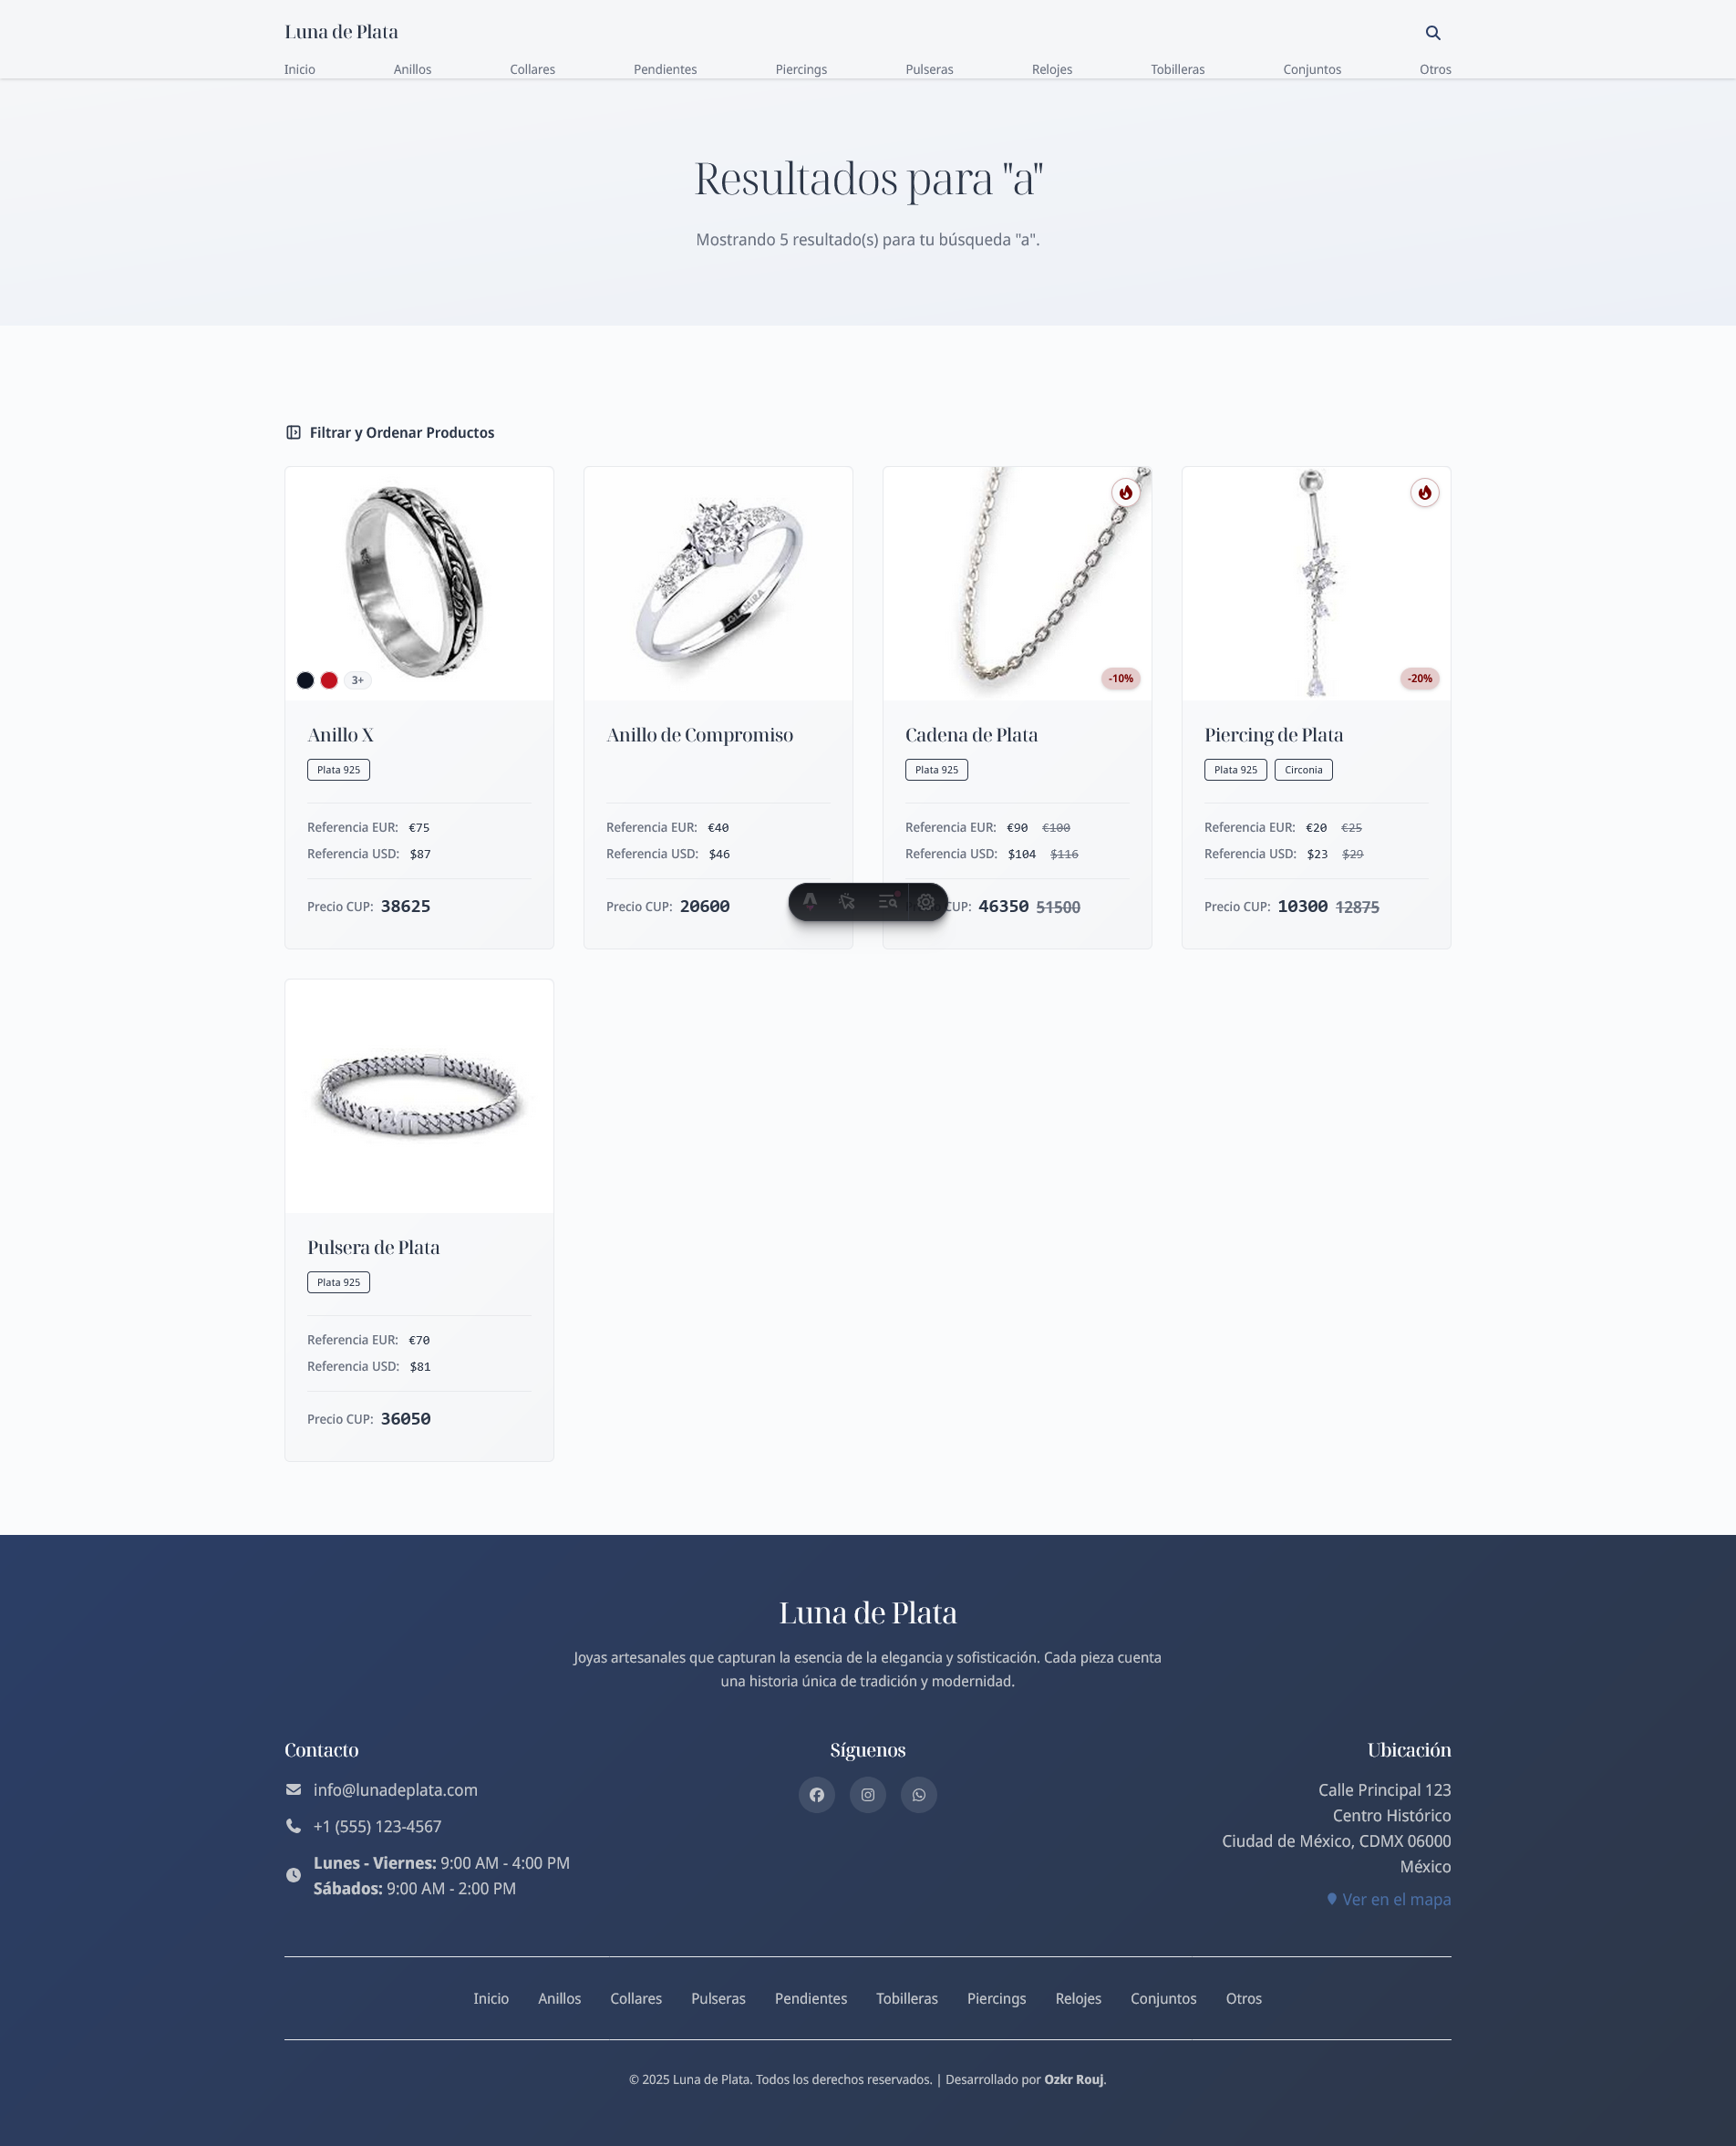 Luna de Plata
Inicio Anillos Collares Pendientes Piercings Pulseras Relojes Tobilleras Conjuntos Otros
Resultados para "a"
Mostrando 5 resultado(s) para tu búsqueda "a".
Filtrar y Ordenar Productos
3+
Anillo X
Plata 925
Referencia EUR: €75
Referencia USD: $87
Precio CUP: 38625
Anillo de Compromiso
Referencia EUR: €40
Referencia USD: $46
Precio CUP: 20600
-10%
Cadena de Plata
Plata 925
Referencia EUR: €90 €100
Referencia USD: $104 $116
CUP: 46350 51500
-20%
Piercing de Plata
Plata 925 Circonia
Referencia EUR: €20 €25
Referencia USD: $23 $29
Precio CUP: 10300 12875
Pulsera de Plata
Plata 925
Referencia EUR: €70
Referencia USD: $81
Precio CUP: 36050
Luna de Plata
Joyas artesanales que capturan la esencia de la elegancia y sofisticación. Cada pieza cuenta
una historia única de tradición y modernidad.
Contacto
info@lunadeplata.com
+1 (555) 123-4567
Lunes - Viernes: 9:00 AM - 4:00 PM
Sábados: 9:00 AM - 2:00 PM
Síguenos
Ubicación
Calle Principal 123
Centro Histórico
Ciudad de México, CDMX 06000
México
Ver en el mapa
Inicio Anillos Collares Pulseras Pendientes Tobilleras Piercings Relojes Conjuntos Otros
© 2025 Luna de Plata. Todos los derechos reservados. | Desarrollado por Ozkr Rouj.